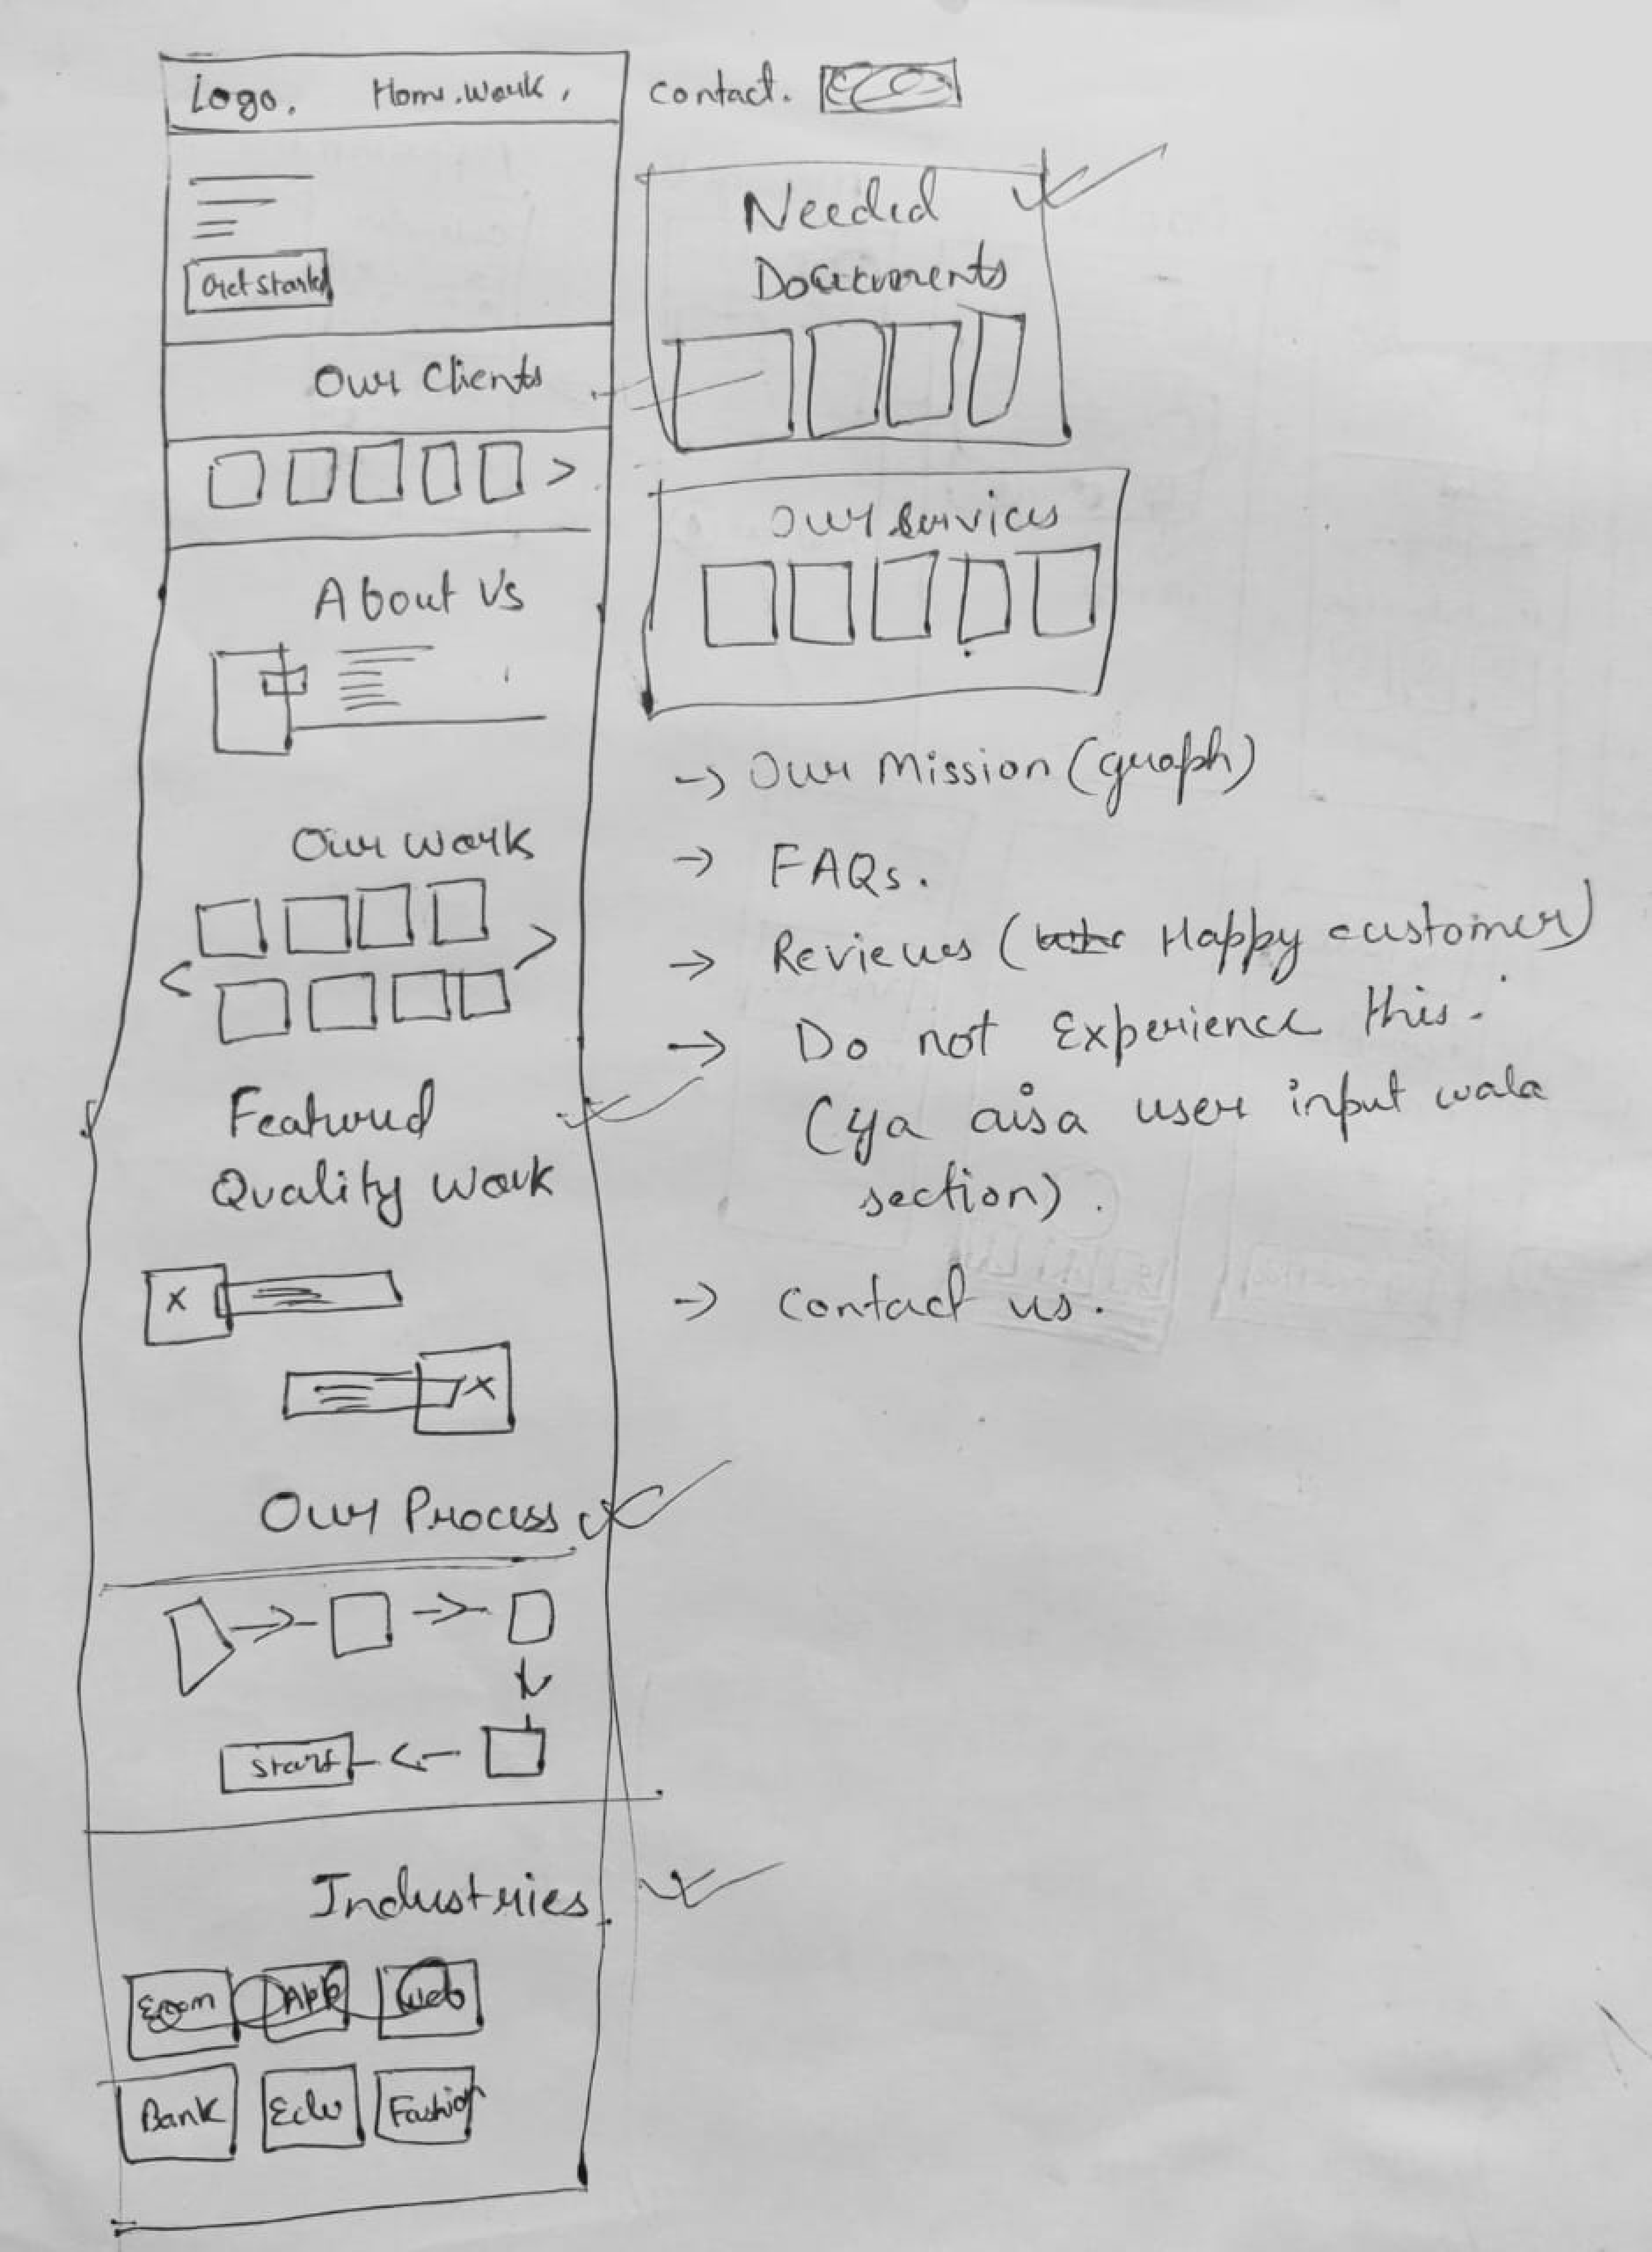 Logo. Home. Work, Contact.
Get Started
Our Clients
About Us
Our Work
Featured
Quality Work
x
x
Our Process
Start
Industries
Ecom App Web
Bank Edu Fashion
Needed
Documents
Our Services
-> Our Mission (graph)
-> FAQs.
-> Reviews ( Happy customer)
-> Do not Experience this.
(ya aisa user input wala
section).
-> Contact us.